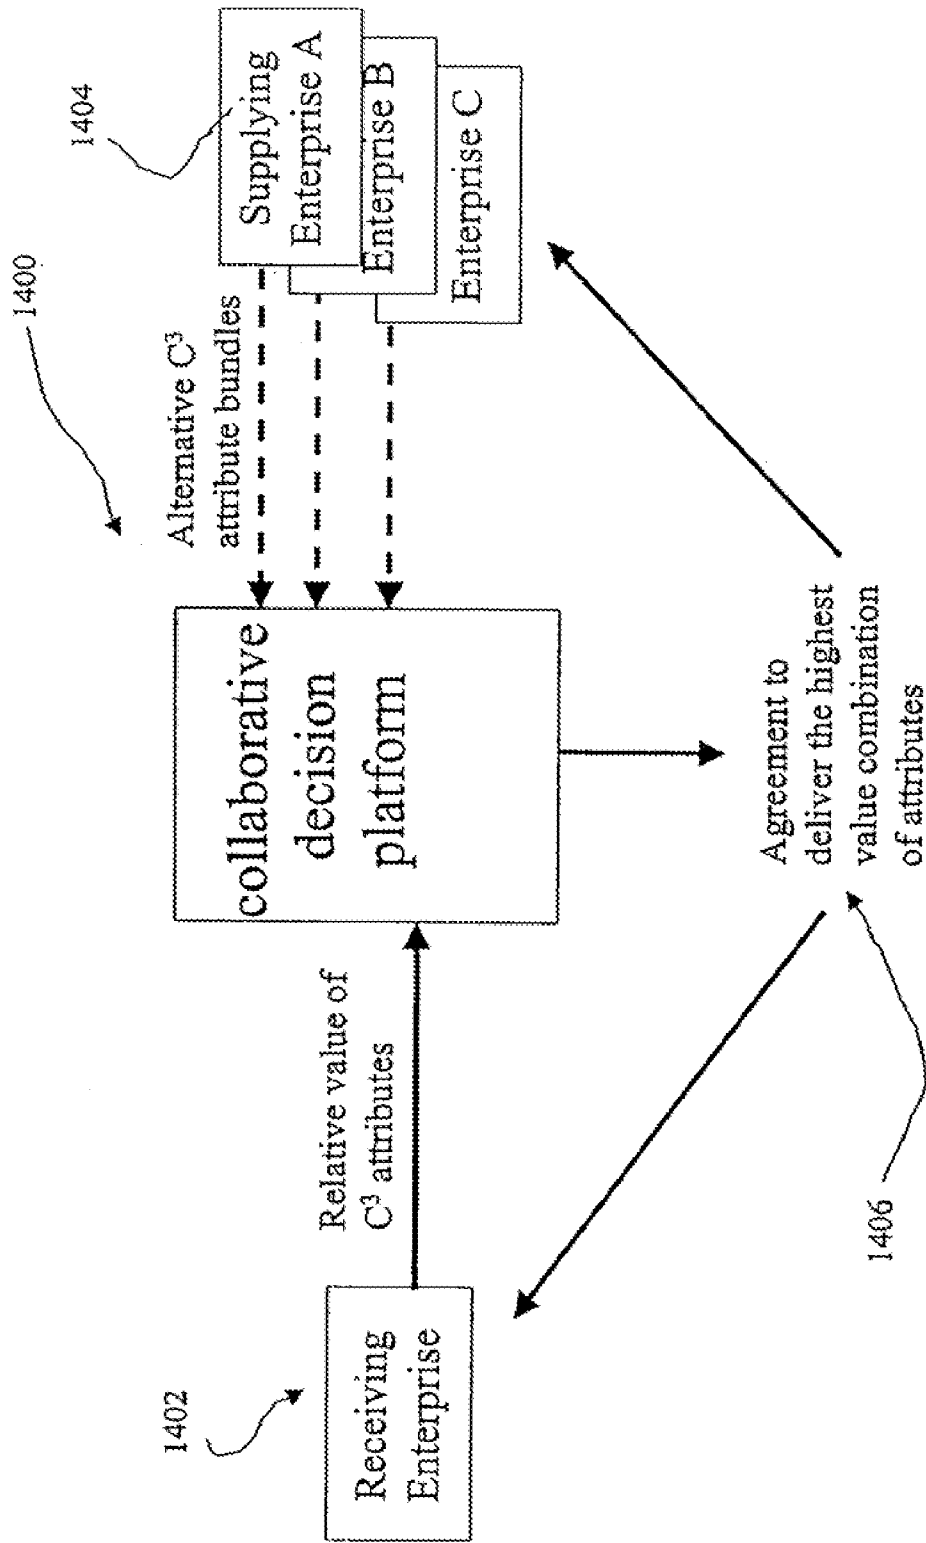 1400
1402
1404
Receiving
Enterprise
Relative value of
C³ attributes
collaborative
decision
platform
Alternative C³
attribute bundles
Supplying
Enterprise A
Enterprise B
Enterprise C
Agreement to
deliver the highest
value combination
of attributes
1406